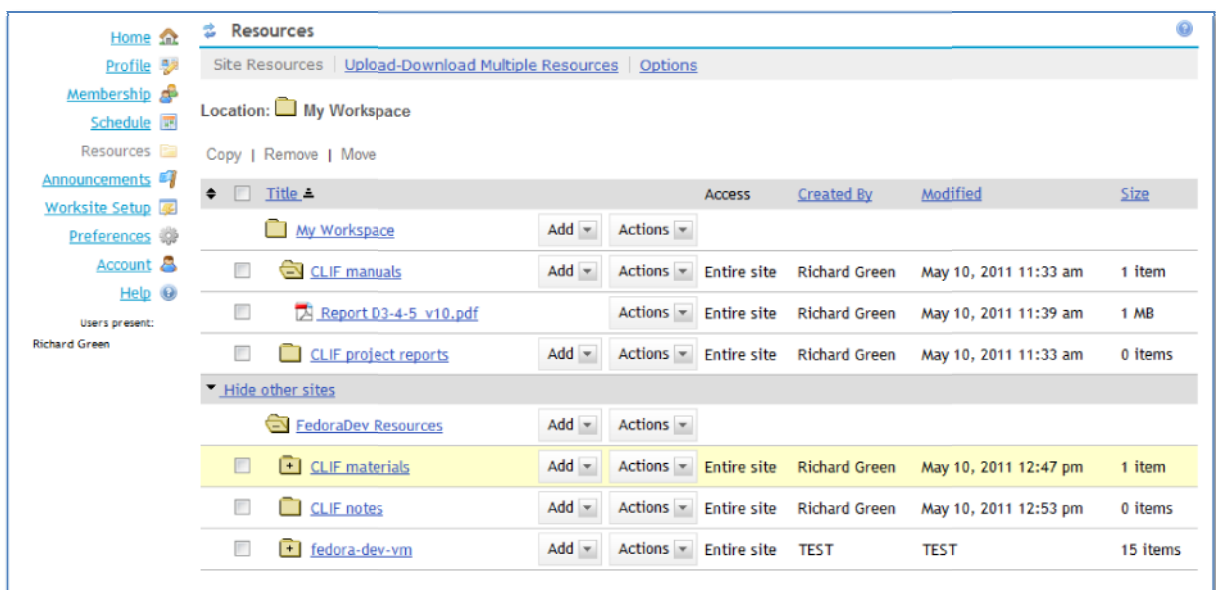 Home
Profile
Membership
Schedule
Resources
Announcements
Worksite Setup
Preferences
Account
Help
Users present:
Richard Green
Resources
Site Resources | Upload-Download Multiple Resources | Options
Location: My Workspace
Copy | Remove | Move
Title Access Created By Modified Size
My Workspace Add Actions
CLIF manuals Add Actions Entire site Richard Green May 10, 2011 11:33 am 1 item
Report D3-4-5_v10.pdf Actions Entire site Richard Green May 10, 2011 11:39 am 1 MB
CLIF project reports Add Actions Entire site Richard Green May 10, 2011 11:33 am 0 items
Hide other sites
FedoraDev Resources Add Actions
CLIF materials Add Actions Entire site Richard Green May 10, 2011 12:47 pm 1 item
CLIF notes Add Actions Entire site Richard Green May 10, 2011 12:53 pm 0 items
fedora-dev-vm Add Actions Entire site TEST TEST 15 items